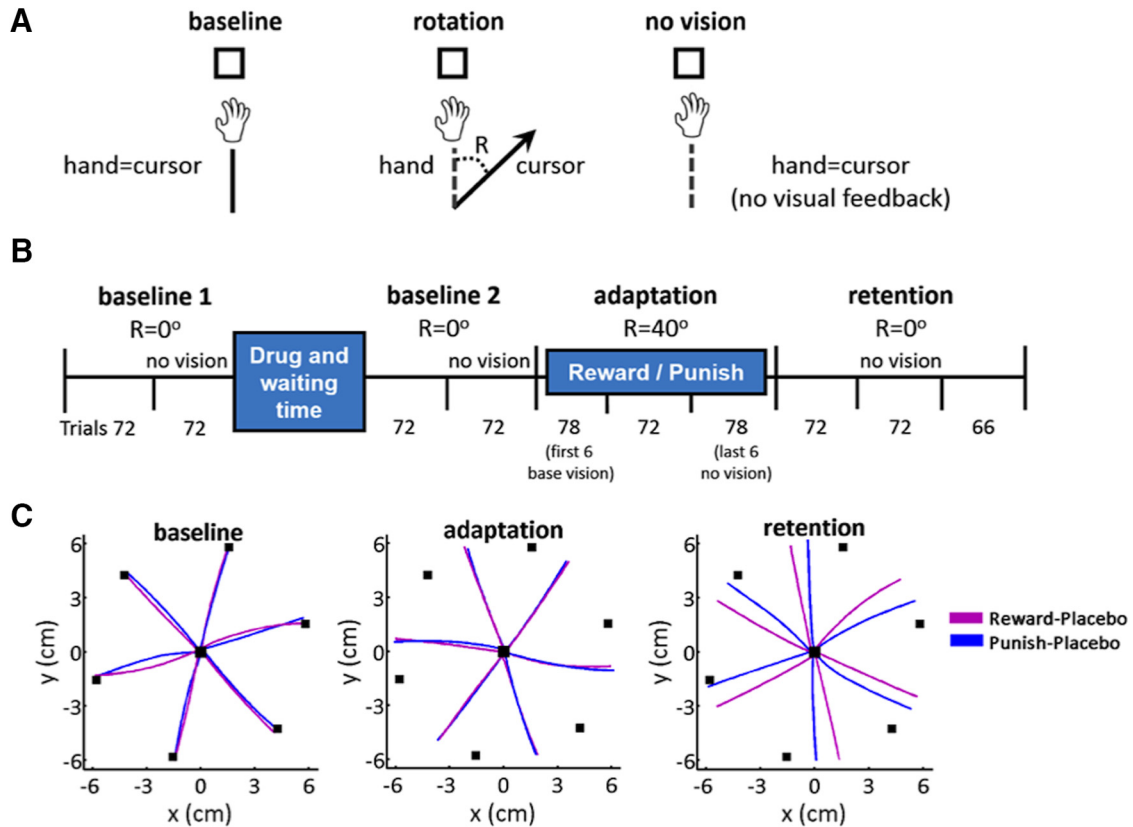 A
baseline
rotation
no vision
hand=cursor
hand
R
cursor
hand=cursor
(no visual feedback)
B
baseline 1
baseline 2
adaptation
retention
R=0°
R=0°
R=40°
R=0°
no vision
Drug and
waiting
time
no vision
Reward / Punish
no vision
Trials 72
72
72
72
78
72
78
72
72
66
(first 6
base vision)
(last 6
no vision)
C
baseline
6
3
0
-3
-6
y (cm)
-6 -3 0 3 6
x (cm)
adaptation
6
3
0
-3
-6
y (cm)
-6 -3 0 3 6
x (cm)
retention
6
3
0
-3
-6
y (cm)
-6 -3 0 3 6
x (cm)
Reward-Placebo
Punish-Placebo